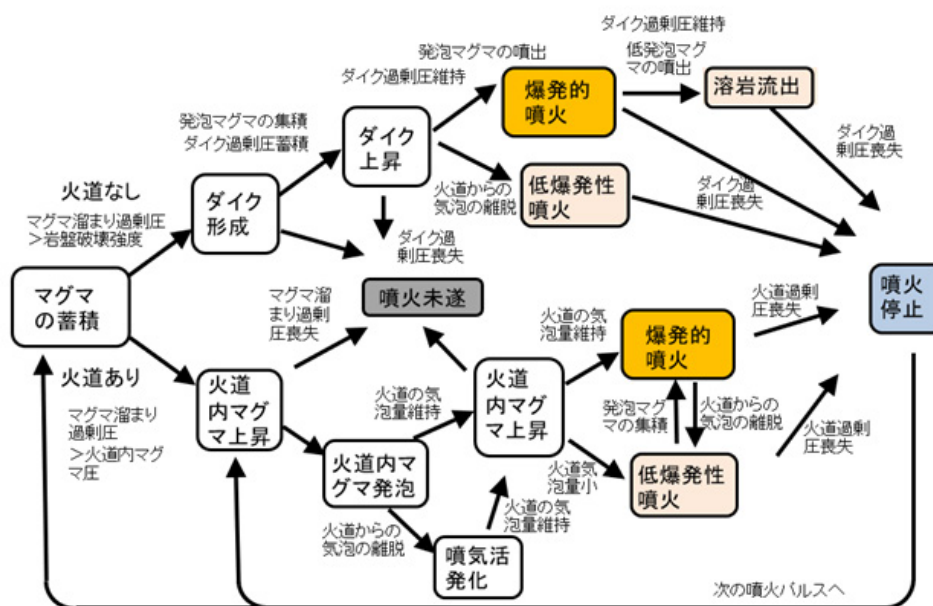 ダイク過剰圧維持
発泡マグマの噴出
低発泡マグ
マの噴出
ダイク過剰圧維持
爆発的
噴火
溶岩流出
発泡マグマの集積
ダイク過剰圧蓄積
ダイク
上昇
ダイク過
剰圧喪失
火道なし
火道からの
気泡の離脱
低爆発性
噴火
ダイク過
剰圧喪失
マグマ溜まり過剰圧
＞岩盤破壊強度
ダイク
形成
ダイク過
剰圧喪失
マグマ
の蓄積
噴火未遂
噴火
停止
マグマ溜
まり過剰
圧喪失
火道の気
泡量維持
爆発的
噴火
火道過剰
圧喪失
火道あり
火道
内マグ
マ上昇
火道の気
泡量維持
火道
内マグ
マ上昇
発泡マグ
マの集積
火道からの
気泡の離脱
マグマ溜まり
過剰圧
＞火道内マグ
マ圧
火道過剰
圧喪失
火道内マ
グマ発泡
火道気
泡量小
低爆発性
噴火
火道からの
気泡の離脱
火道の気
泡量維持
噴気活
発化
次の噴火パルスへ